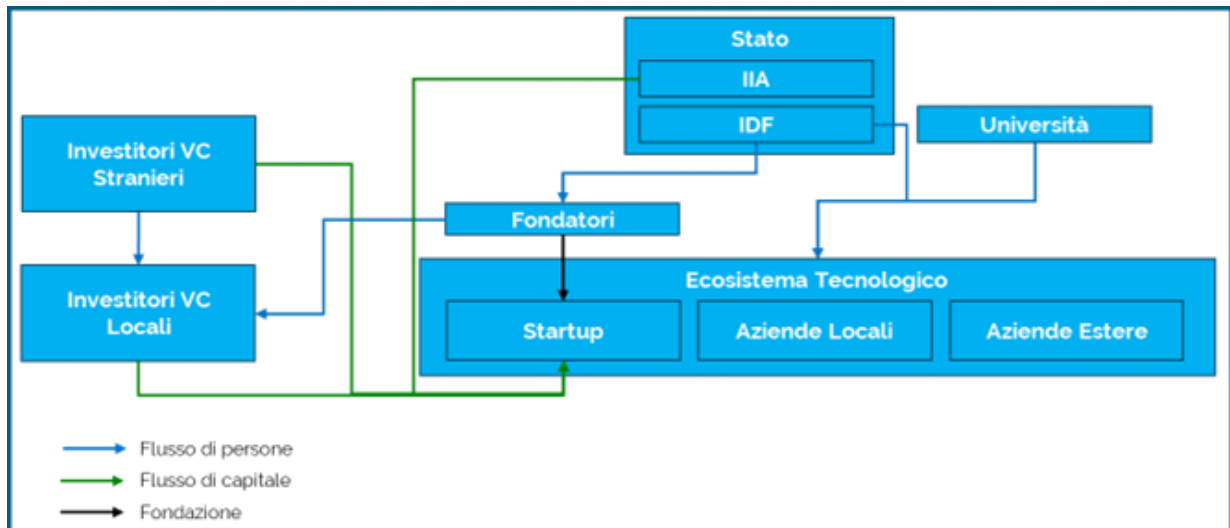 Stato
IIA
IDF
Università
Investitori VC
Stranieri
Fondatori
Investitori VC
Locali
Ecosistema Tecnologico
Startup
Aziende Locali
Aziende Estere
Flusso di persone
Flusso di capitale
Fondazione